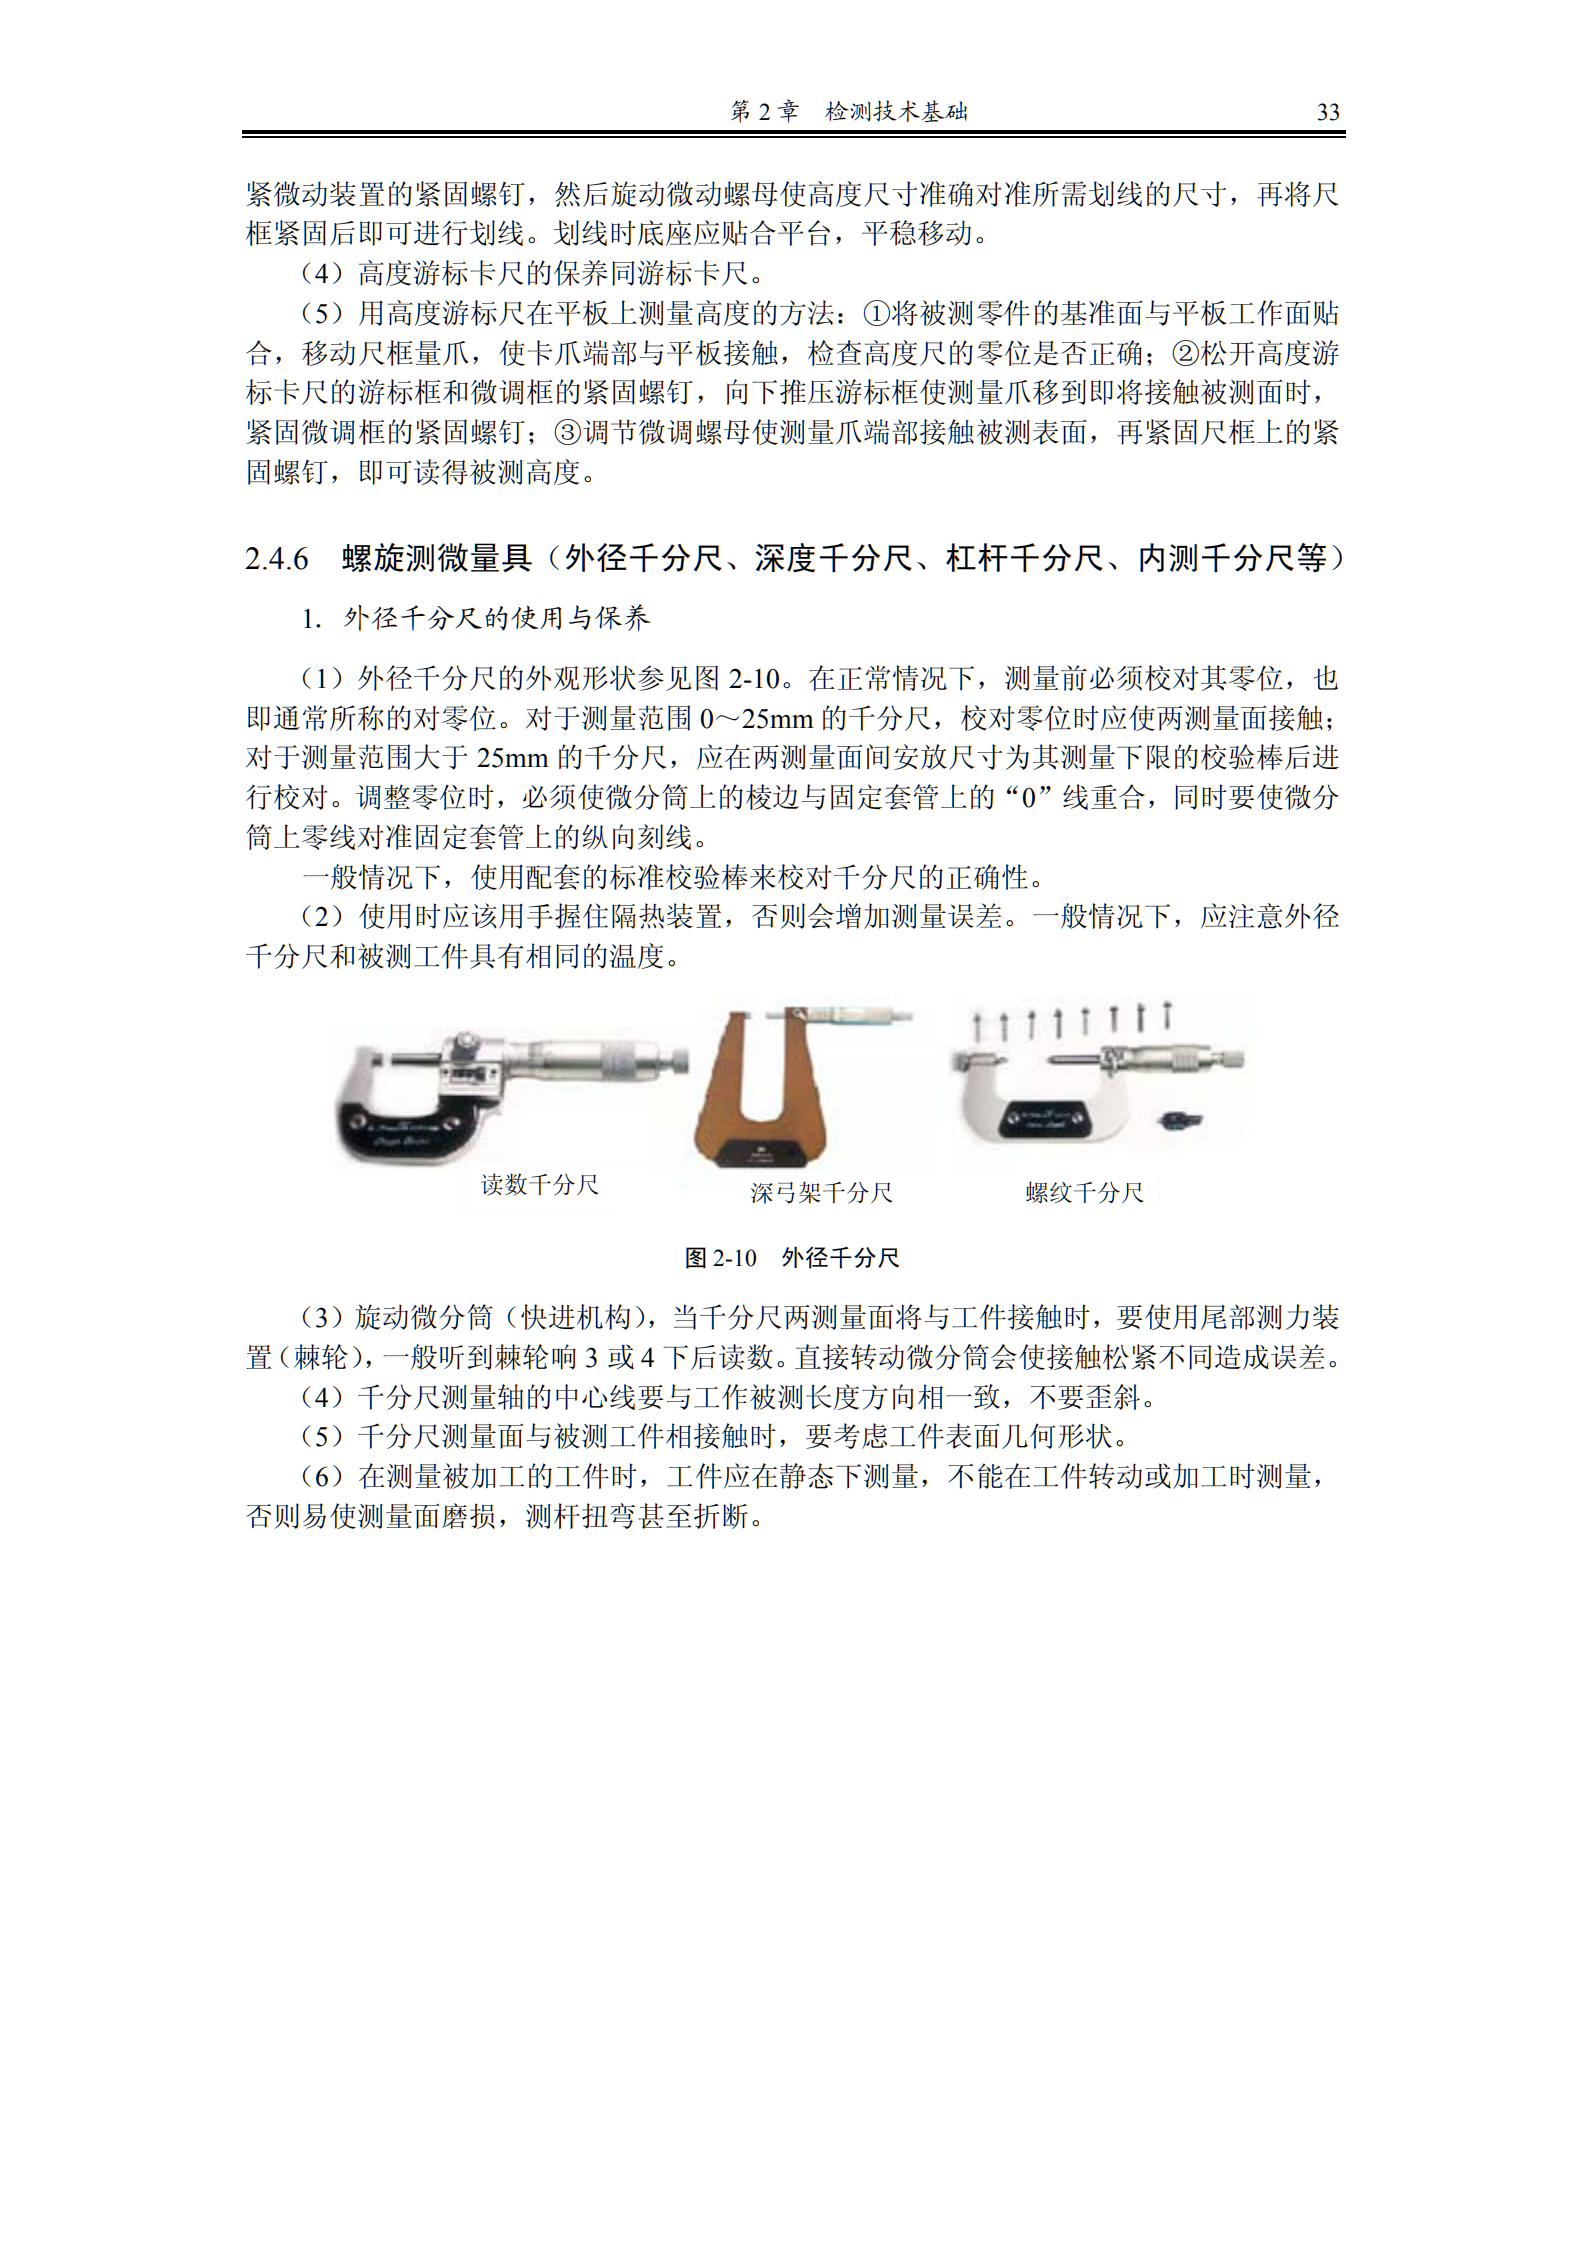 第 2 章　检测技术基础　33
紧微动装置的紧固螺钉，然后旋动微动螺母使高度尺寸准确对准所需划线的尺寸，再将尺
框紧固后即可进行划线。划线时底座应贴合平台，平稳移动。
（4）高度游标卡尺的保养同游标卡尺。
（5）用高度游标尺在平板上测量高度的方法：①将被测零件的基准面与平板工作面贴
合，移动尺框量爪，使卡爪端部与平板接触，检查高度尺的零位是否正确；②松开高度游
标卡尺的游标框和微调框的紧固螺钉，向下推压游标框使测量爪移到即将接触被测面时，
紧固微调框的紧固螺钉；③调节微调螺母使测量爪端部接触被测表面，再紧固尺框上的紧
固螺钉，即可读得被测高度。
2.4.6　螺旋测微量具（外径千分尺、深度千分尺、杠杆千分尺、内测千分尺等）
1．外径千分尺的使用与保养
（1）外径千分尺的外观形状参见图 2-10。在正常情况下，测量前必须校对其零位，也
即通常所称的对零位。对于测量范围 0～25mm 的千分尺，校对零位时应使两测量面接触；
对于测量范围大于 25mm 的千分尺，应在两测量面间安放尺寸为其测量下限的校验棒后进
行校对。调整零位时，必须使微分筒上的棱边与固定套管上的“0”线重合，同时要使微分
筒上零线对准固定套管上的纵向刻线。
一般情况下，使用配套的标准校验棒来校对千分尺的正确性。
（2）使用时应该用手握住隔热装置，否则会增加测量误差。一般情况下，应注意外径
千分尺和被测工件具有相同的温度。
读数千分尺　深弓架千分尺　螺纹千分尺
图 2-10　外径千分尺
（3）旋动微分筒（快进机构），当千分尺两测量面将与工件接触时，要使用尾部测力装
置（棘轮），一般听到棘轮响 3 或 4 下后读数。直接转动微分筒会使接触松紧不同造成误差。
（4）千分尺测量轴的中心线要与工作被测长度方向相一致，不要歪斜。
（5）千分尺测量面与被测工件相接触时，要考虑工件表面几何形状。
（6）在测量被加工的工件时，工件应在静态下测量，不能在工件转动或加工时测量，
否则易使测量面磨损，测杆扭弯甚至折断。